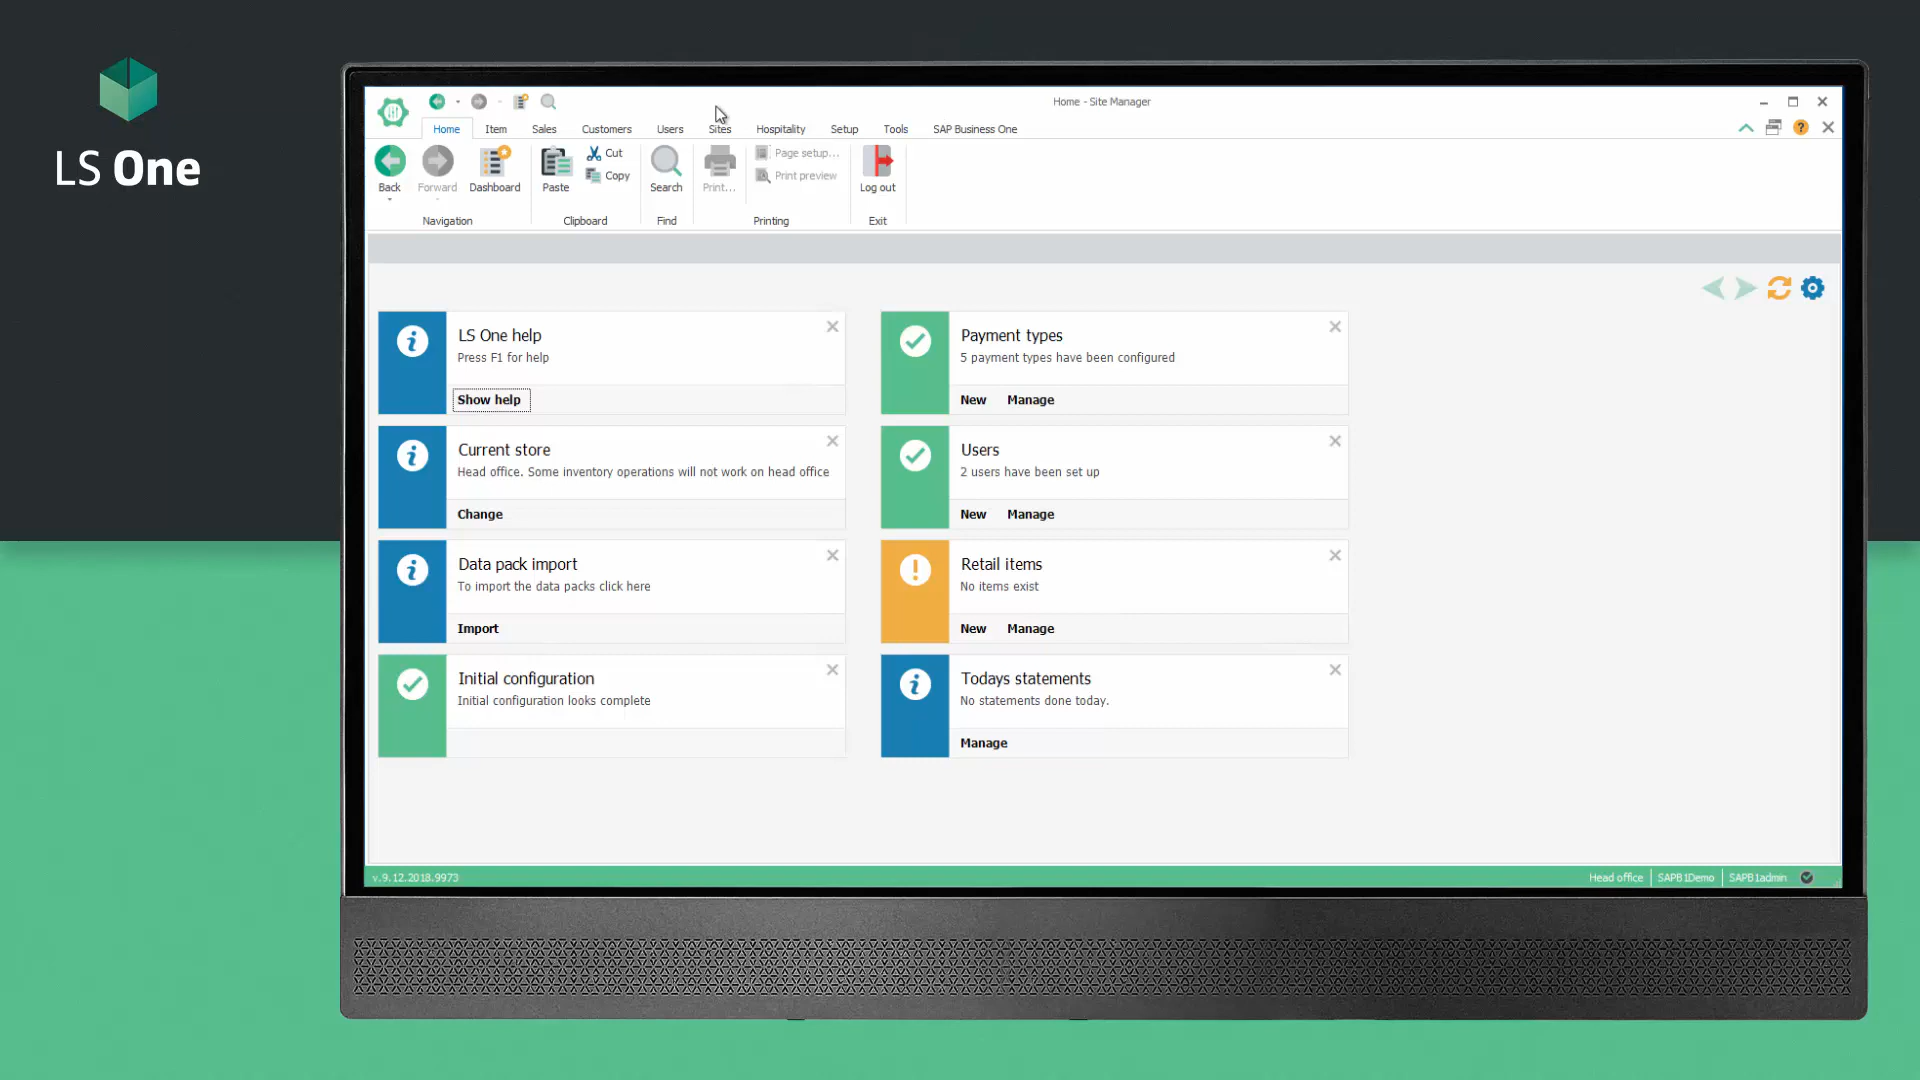 LS One
Home - Site Manager
Home Item Sales Customers Users Sites Hospitality Setup Tools SAP Business One
Back
Forward
Dashboard
Navigation
Paste
Cut
Copy
Clipboard
Search
Find
Print...
Page setup...
Print preview
Printing
Log out
Exit
LS One help
Press F1 for help
Show help
Current store
Head office. Some inventory operations will not work on head office
Change
Data pack import
To import the data packs click here
Import
Initial configuration
Initial configuration looks complete
Payment types
5 payment types have been configured
New Manage
Users
2 users have been set up
New Manage
Retail items
No items exist
New Manage
Todays statements
No statements done today.
Manage
v.9.12.2018.9973
Head office SAPB1Demo SAPB1admin